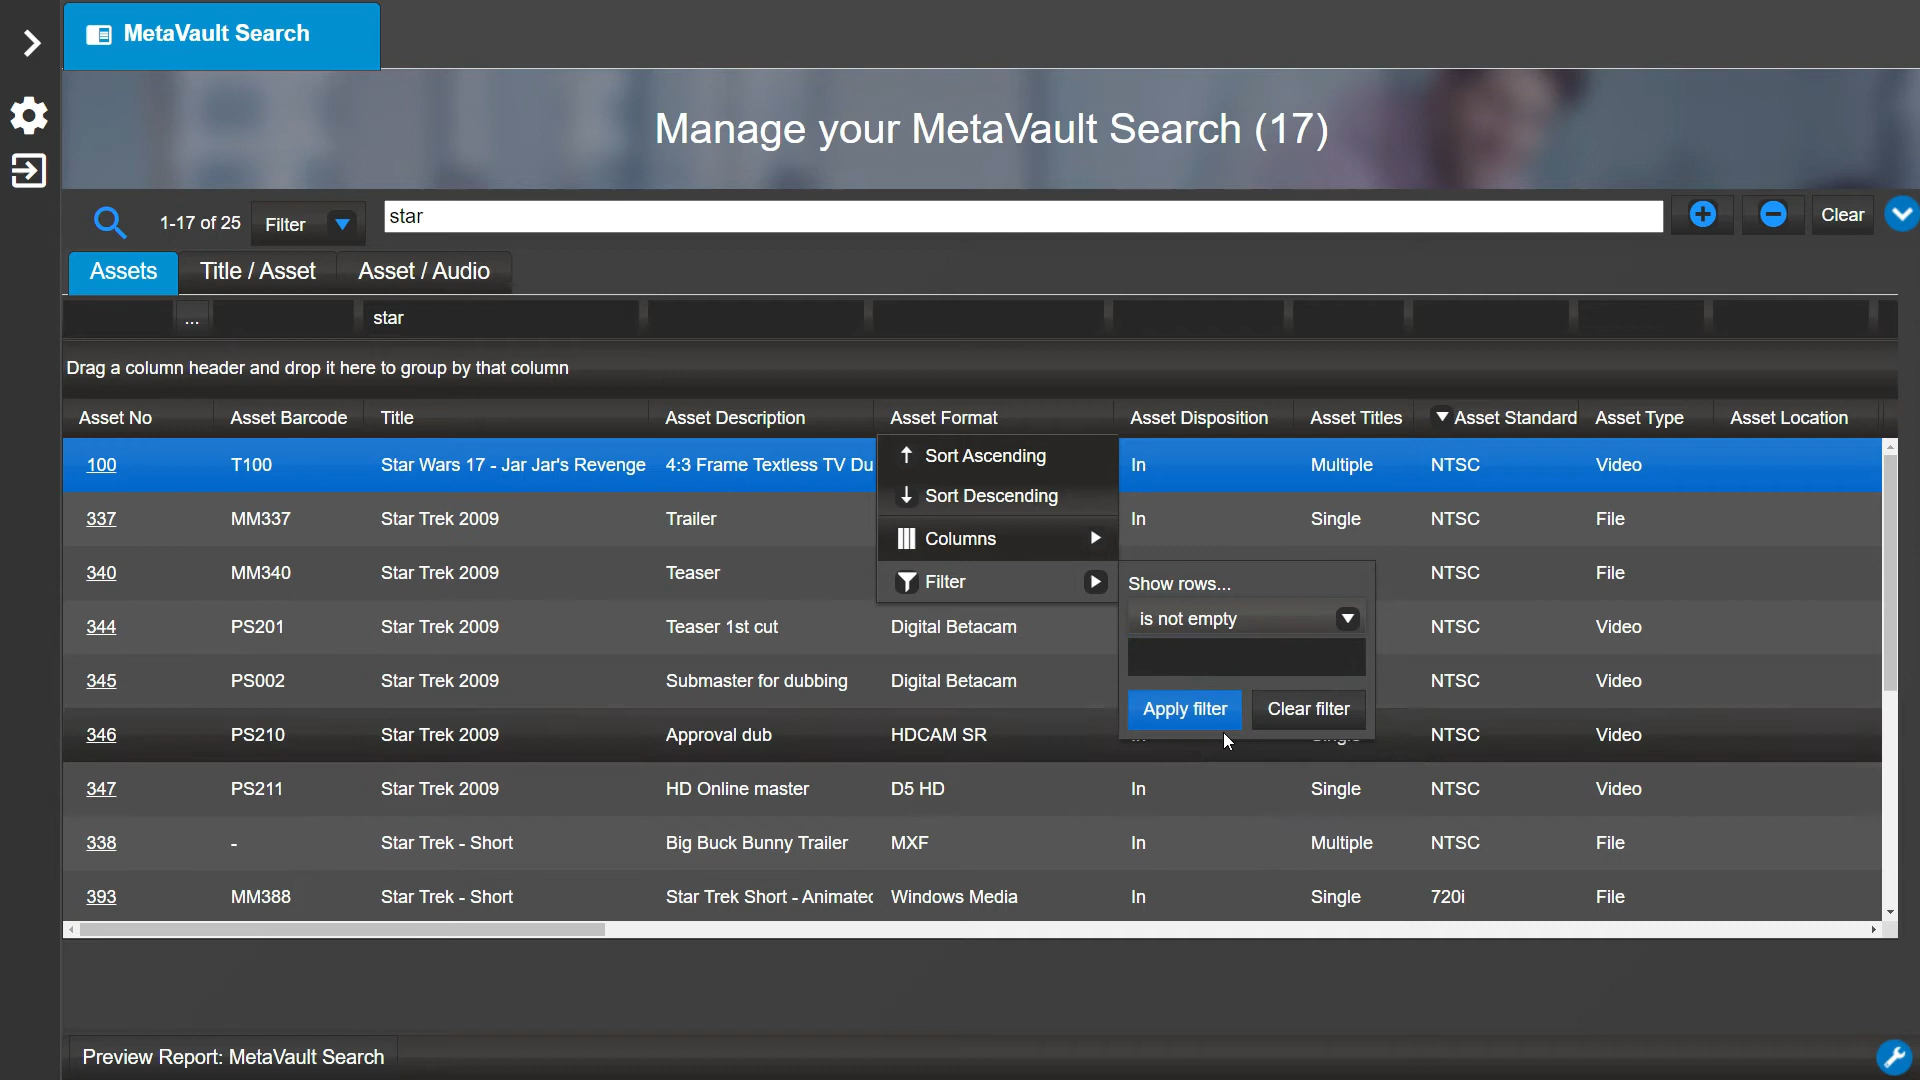 MetaVault Search
Manage your MetaVault Search (17)
1-17 of 25 Filter star Clear
Assets Title / Asset Asset / Audio
... star
Drag a column header and drop it here to group by that column
Asset No Asset Barcode Title Asset Description Asset Format Asset Disposition Asset Titles Asset Standard Asset Type Asset Location
100 T100 Star Wars 17 - Jar Jar's Revenge 4:3 Frame Textless TV Du In Multiple NTSC Video
Sort Ascending
Sort Descending
337 MM337 Star Trek 2009 Trailer In Single NTSC File
Columns
340 MM340 Star Trek 2009 Teaser NTSC File
Filter Show rows...
is not empty
344 PS201 Star Trek 2009 Teaser 1st cut Digital Betacam NTSC Video
345 PS002 Star Trek 2009 Submaster for dubbing Digital Betacam NTSC Video
Apply filter Clear filter
346 PS210 Star Trek 2009 Approval dub HDCAM SR NTSC Video
347 PS211 Star Trek 2009 HD Online master D5 HD In Single NTSC Video
338 - Star Trek - Short Big Buck Bunny Trailer MXF In Multiple NTSC File
393 MM388 Star Trek - Short Star Trek Short - Animated Windows Media In Single 720i File
Preview Report: MetaVault Search